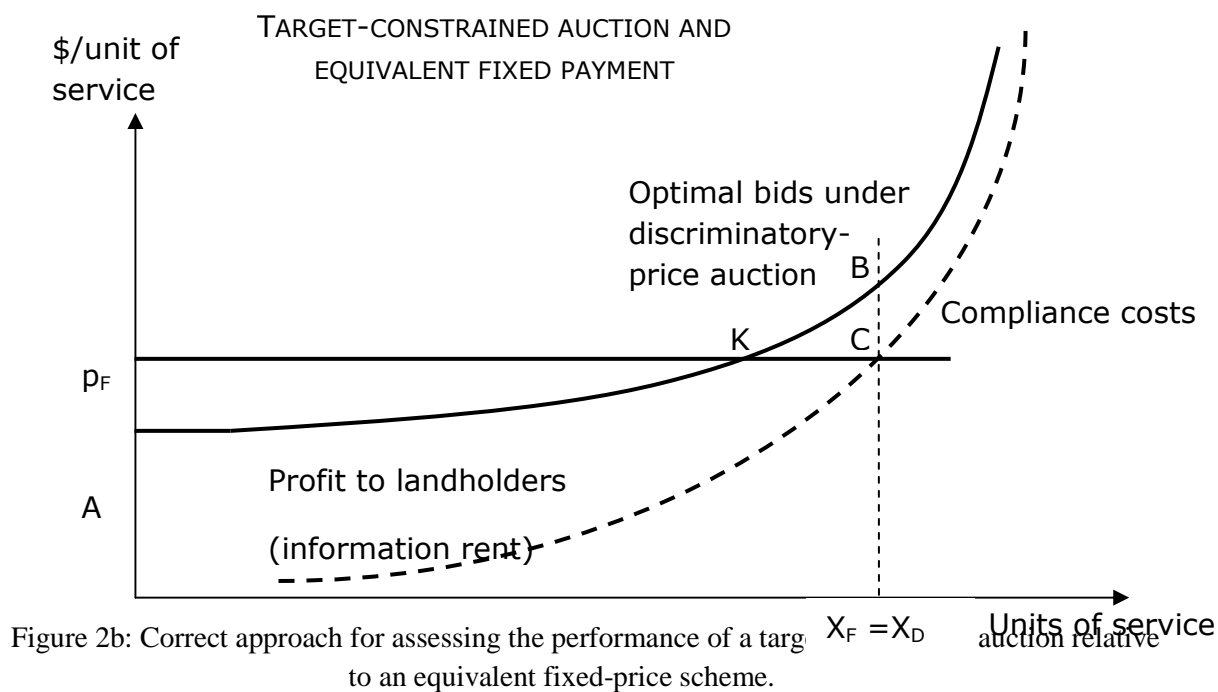 TARGET-CONSTRAINED AUCTION AND
EQUIVALENT FIXED PAYMENT
$/unit of
service
Optimal bids under
discriminatory-
price auction
B
Compliance costs
K
C
pF
Profit to landholders
A
(information rent)
XF =XD
Units of service
Figure 2b: Correct approach for assessing the performance of a auction relative
to an equivalent fixed-price scheme.